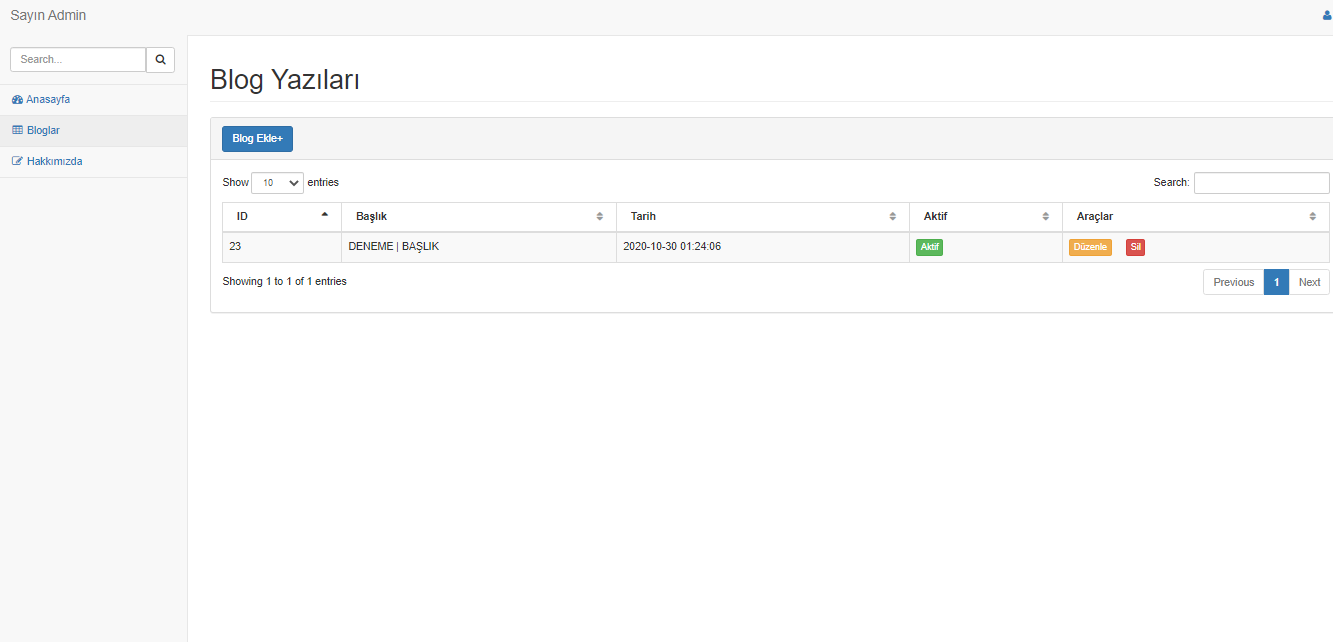 Sayın Admin
Search...
Anasayfa
Bloglar
Hakkımızda
Blog Yazıları
Blog Ekle+
Show 10 entries
Search:
ID Başlık Tarih Aktif Araçlar
23 DENEME | BAŞLIK 2020-10-30 01:24:06 Aktif Düzenle Sil
Showing 1 to 1 of 1 entries
Previous 1 Next